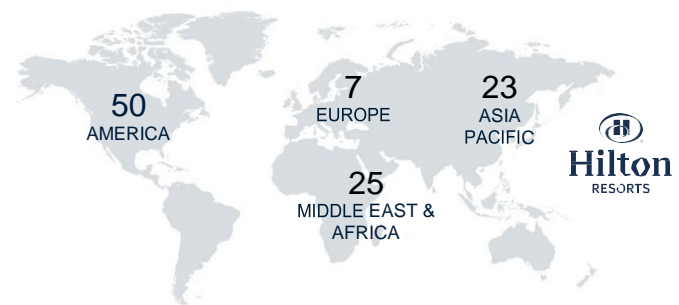 50
AMERICA
7
EUROPE
23
ASIA
PACIFIC
25
MIDDLE EAST &
AFRICA
H
Hilton
RESORTS